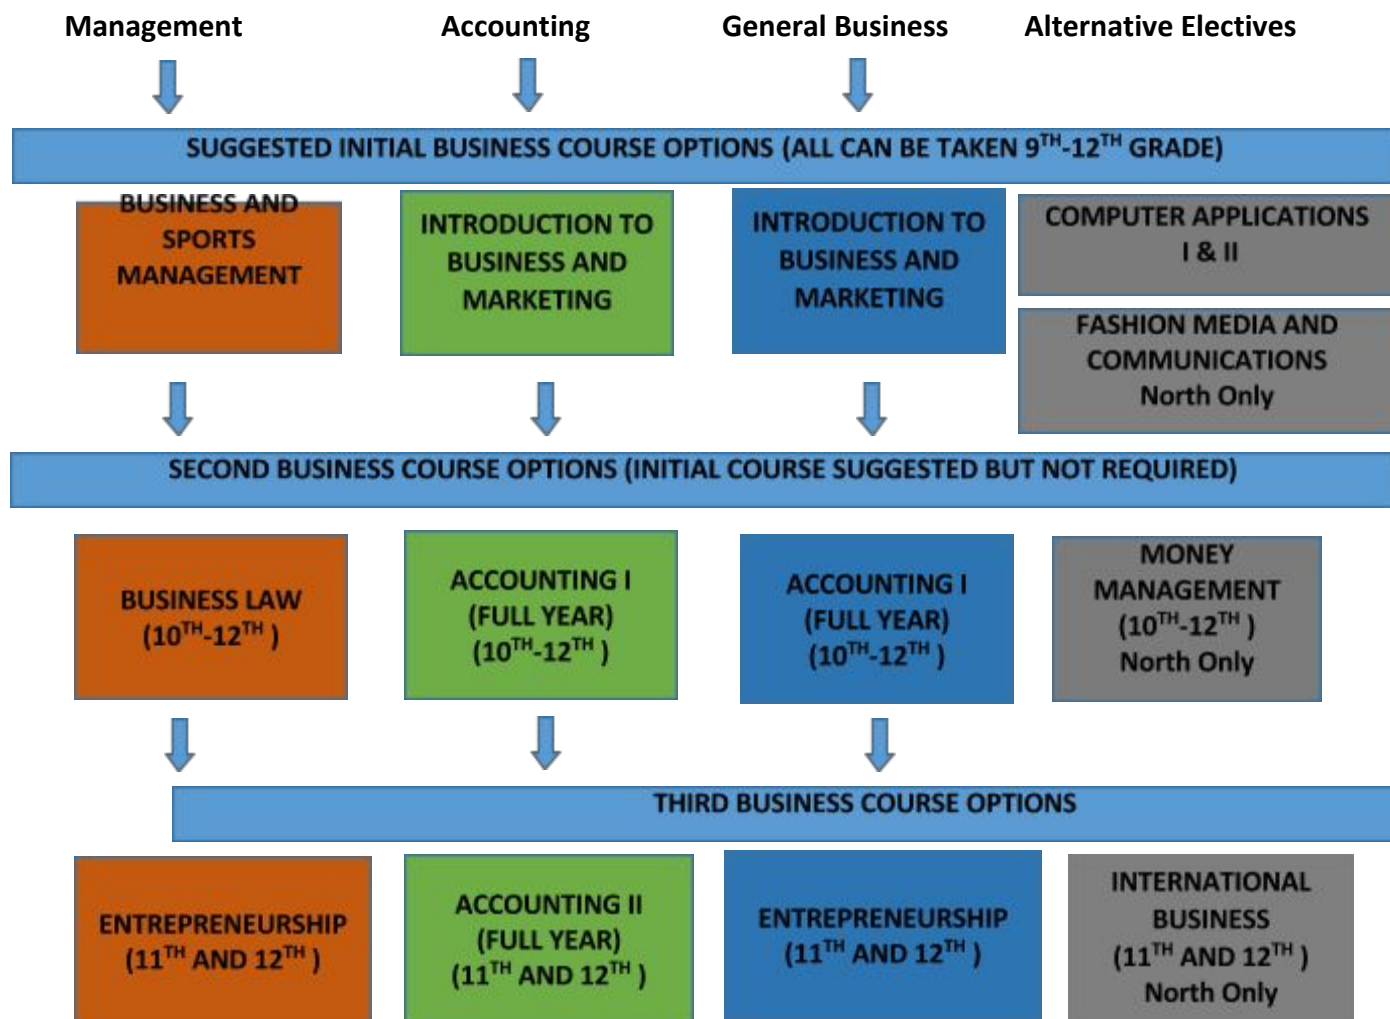 Management Accounting General Business Alternative Electives
SUGGESTED INITIAL BUSINESS COURSE OPTIONS (ALL CAN BE TAKEN 9TH-12TH GRADE)
BUSINESS AND
SPORTS
MANAGEMENT
INTRODUCTION TO
BUSINESS AND
MARKETING
INTRODUCTION TO
BUSINESS AND
MARKETING
COMPUTER APPLICATIONS
I & II
FASHION MEDIA AND
COMMUNICATIONS
North Only
SECOND BUSINESS COURSE OPTIONS (INITIAL COURSE SUGGESTED BUT NOT REQUIRED)
BUSINESS LAW
(10TH-12TH )
ACCOUNTING I
(FULL YEAR)
(10TH-12TH )
ACCOUNTING I
(FULL YEAR)
(10TH-12TH )
MONEY
MANAGEMENT
(10TH-12TH )
North Only
THIRD BUSINESS COURSE OPTIONS
ENTREPRENEURSHIP
(11TH AND 12TH )
ACCOUNTING II
(FULL YEAR)
(11TH AND 12TH )
ENTREPRENEURSHIP
(11TH AND 12TH )
INTERNATIONAL
BUSINESS
(11TH AND 12TH )
North Only